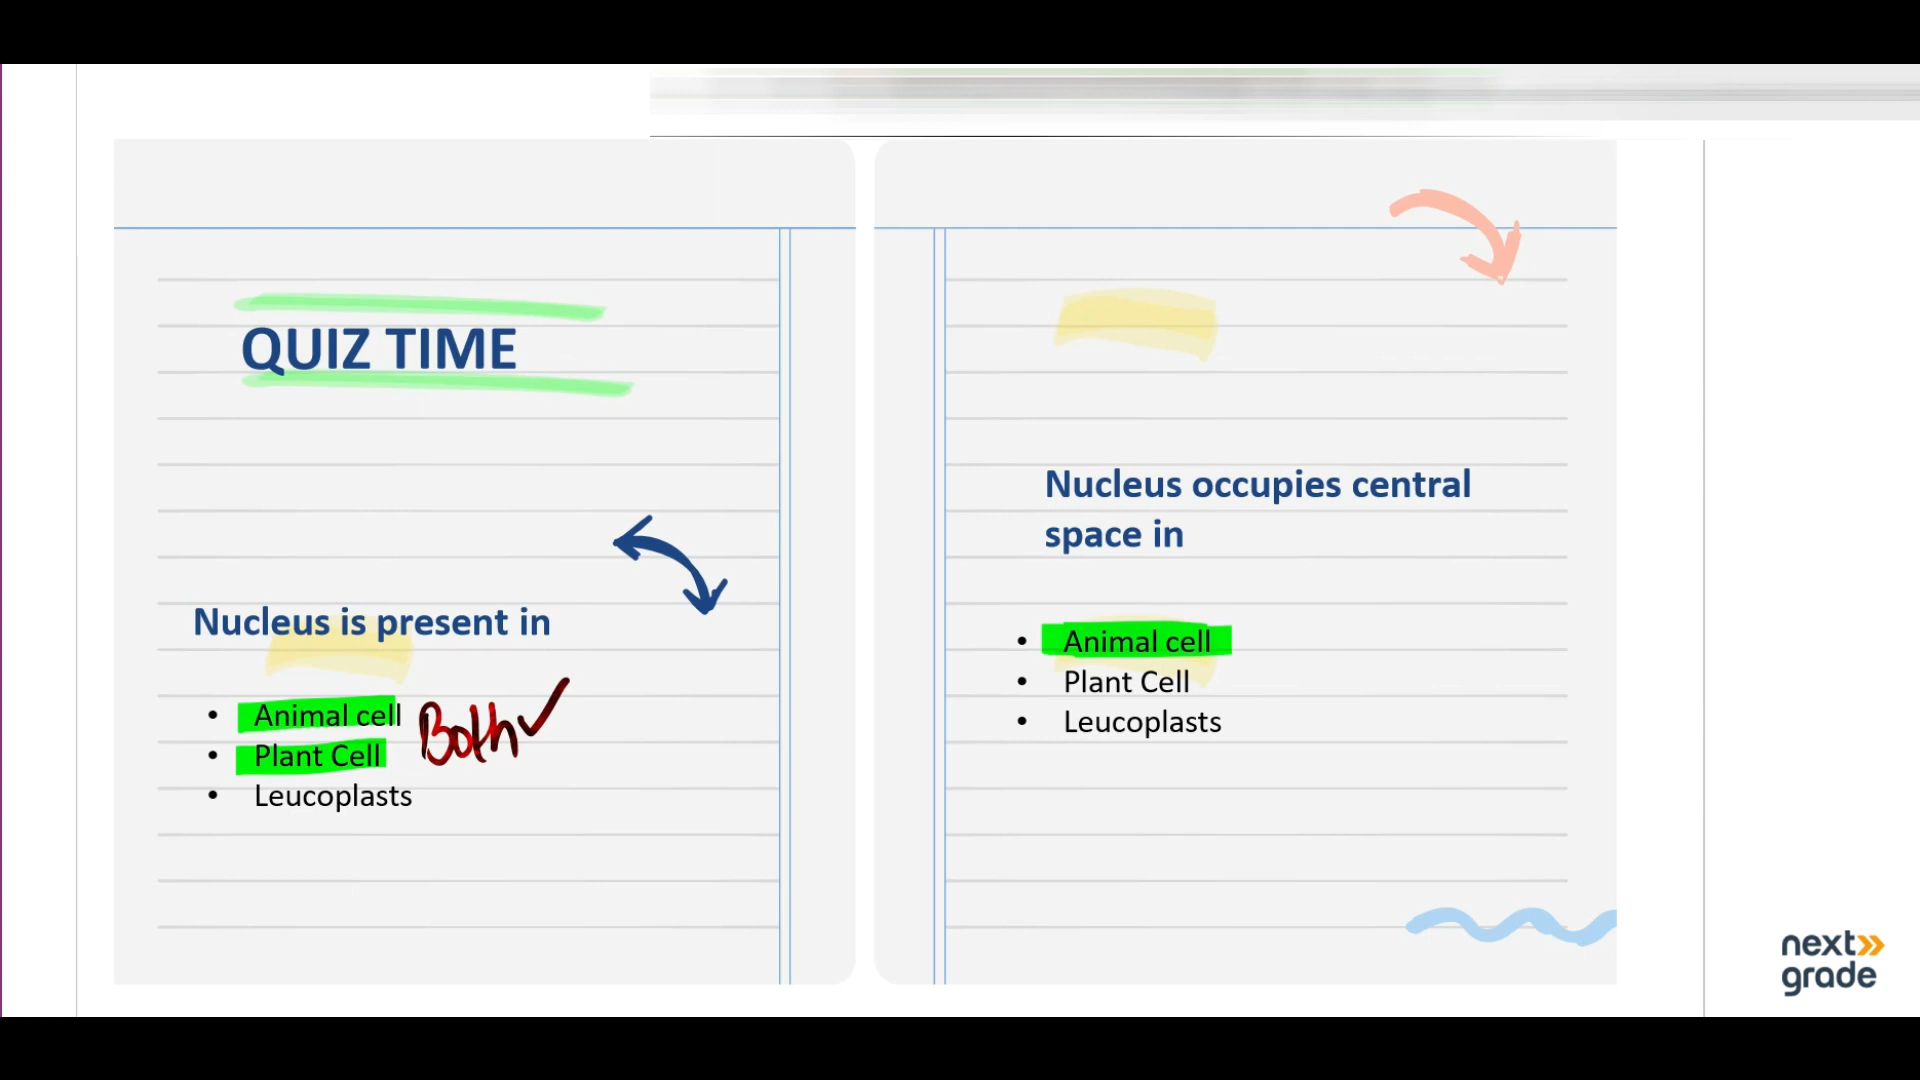 QUIZ TIME
Nucleus is present in
• Animal cell
• Plant Cell
Both✓
• Leucoplasts
Nucleus occupies central
space in
• Animal cell
• Plant Cell
• Leucoplasts
next
grade